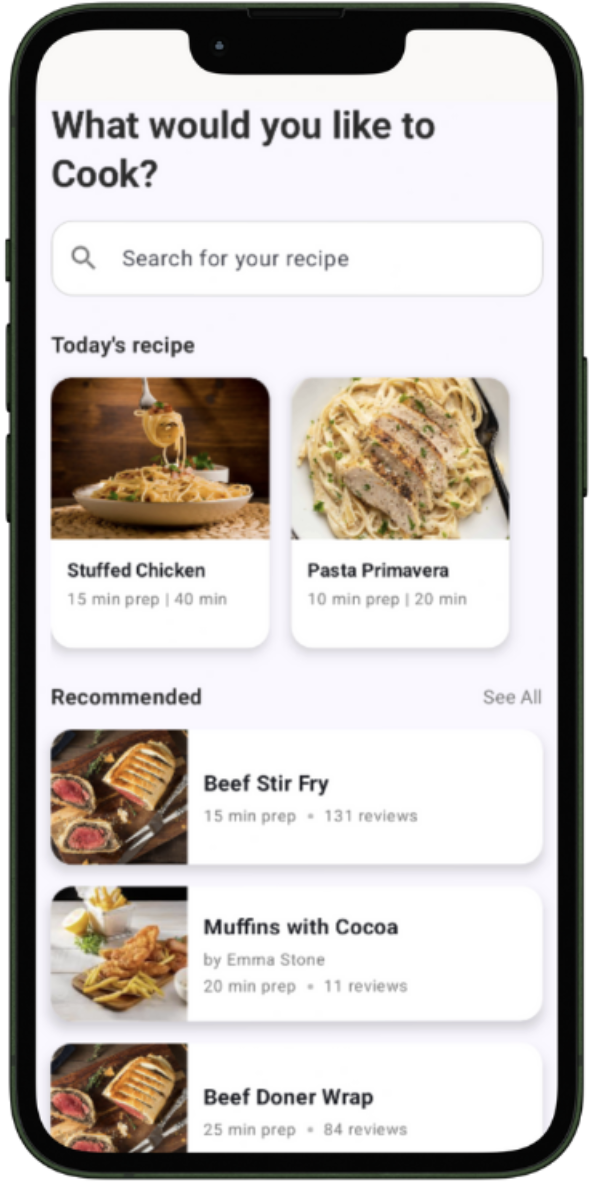 What would you like to
Cook?
Search for your recipe
Today's recipe
Stuffed Chicken
15 min prep | 40 min
Pasta Primavera
10 min prep | 20 min
Recommended
See All
Beef Stir Fry
15 min prep • 131 reviews
Muffins with Cocoa
by Emma Stone
20 min prep • 11 reviews
Beef Doner Wrap
25 min prep • 84 reviews